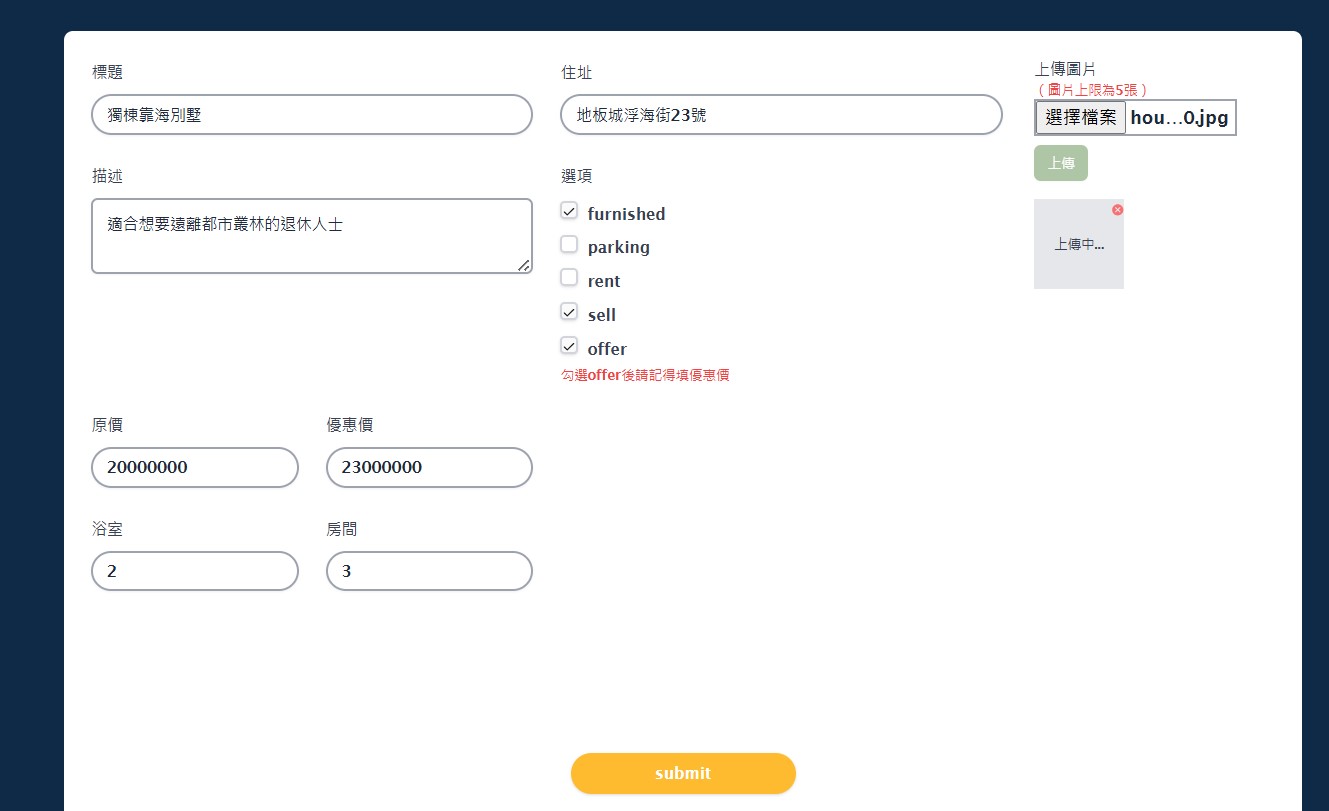 標題
獨棟靠海別墅
住址
地板城浮海街23號
上傳圖片
(圖片上限為5張)
選擇檔案 hou...0.jpg
上傳
上傳中...
描述
適合想要遠離都市叢林的退休人士
選項
furnished
parking
rent
sell
offer
勾選offer後請記得填優惠價
原價
20000000
優惠價
23000000
浴室
2
房間
3
submit